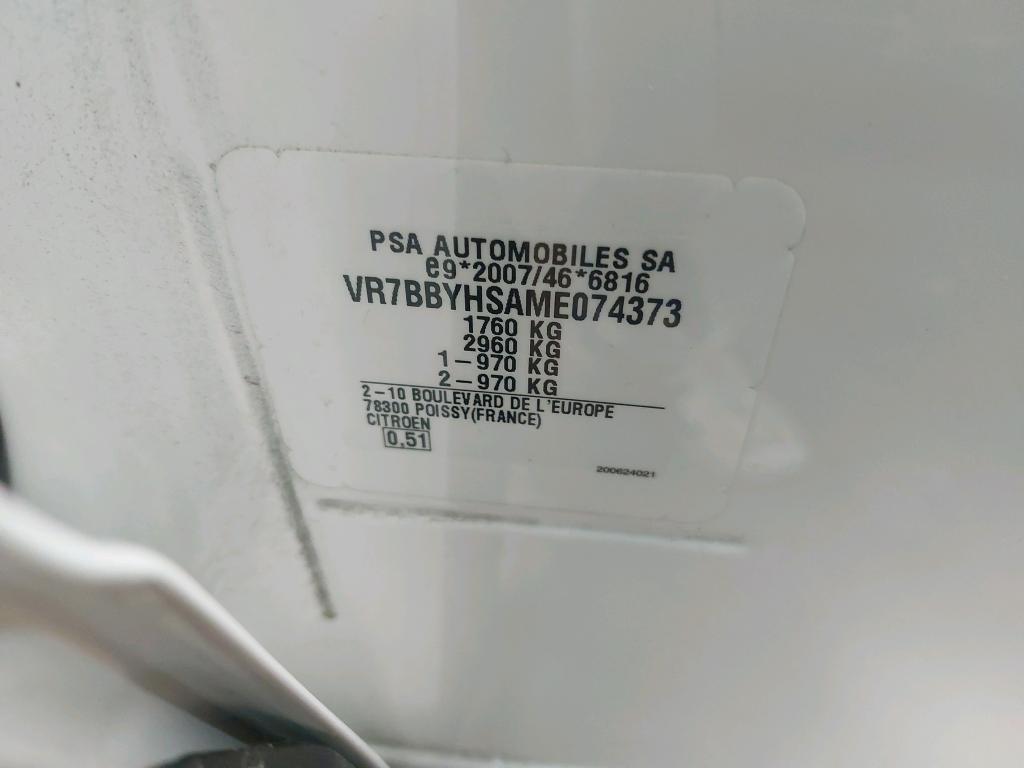 PSA AUTOMOBILES SA
e9*2007/46*6816
VR7BBYHSAME074373
1760 KG
2960 KG
1-970 KG
2-970 KG
2-10 BOULEVARD DE L'EUROPE
78300 POISSY(FRANCE)
CITROEN
0.51
200624021